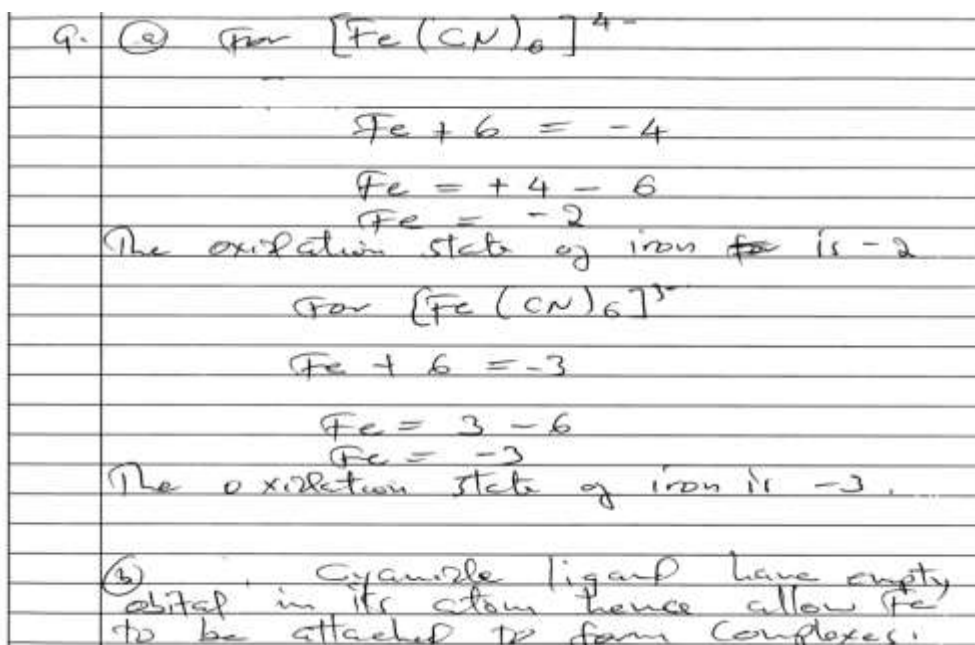 9. (a) For [Fe(CN)6]4-
Fe + 6 = -4
Fe = +4 - 6
Fe = -2
The oxidation state of iron is -2
For [Fe(CN)6]3-
Fe + 6 = -3
Fe = 3 - 6
Fe = -3
The oxidation state of iron is -3.
(b) Cyanide ligand have empty
obital in its atom hence allow Fe
to be attached to form Complexes.